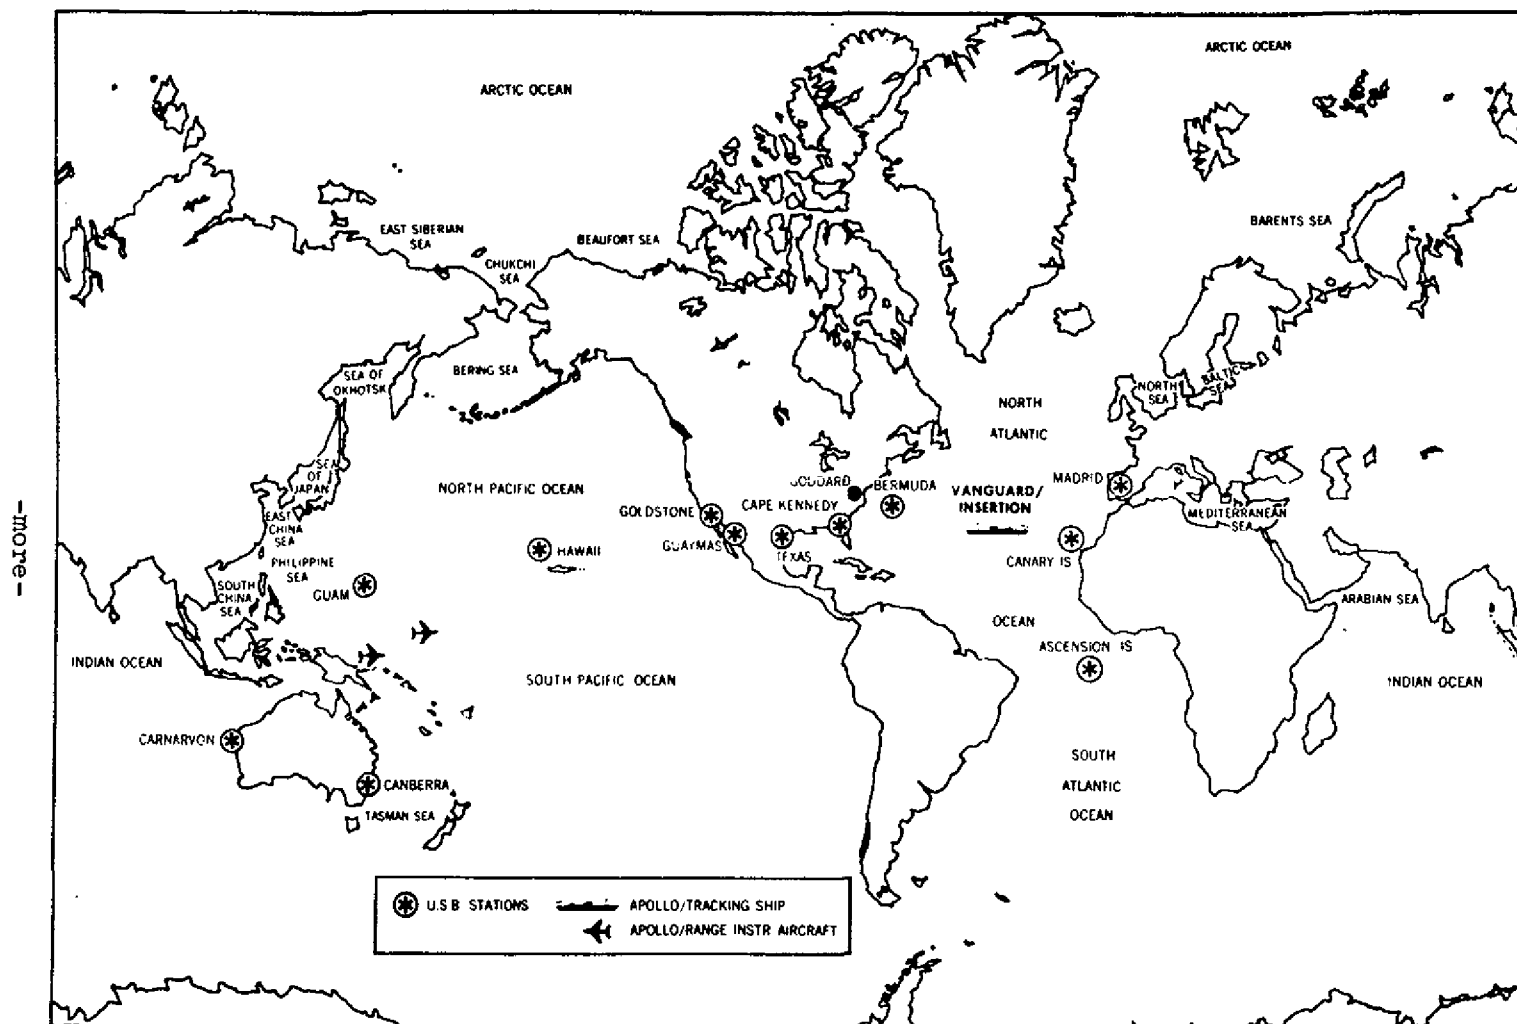 ARCTIC OCEAN
ARCTIC OCEAN
BARENTS SEA
EAST SIBERIAN
SEA
BEAUFORT SEA
CHUKCHI
SEA
BERING SEA
SEA OF
OKHOTSK
NORTH
SEA
BALTIC
SEA
NORTH
ATLANTIC
SEA
OF
JAPAN
NORTH PACIFIC OCEAN
GODDARD
BERMUDA
VANGUARD/
INSERTION
MADRID
GOLDSTONE
CAPE KENNEDY
EAST
CHINA
SEA
MEDITERRANEAN
SEA
GUAYMAS
TEXAS
HAWAII
CANARY IS
PHILIPPINE
SEA
SOUTH
CHINA
SEA
GUAM
ARABIAN SEA
OCEAN
ASCENSION IS
INDIAN OCEAN
SOUTH PACIFIC OCEAN
INDIAN OCEAN
CARNARVON
CANBERRA
TASMAN SEA
SOUTH
ATLANTIC
OCEAN
U.S.B. STATIONS
APOLLO/TRACKING SHIP
APOLLO/RANGE INSTR AIRCRAFT
-more-